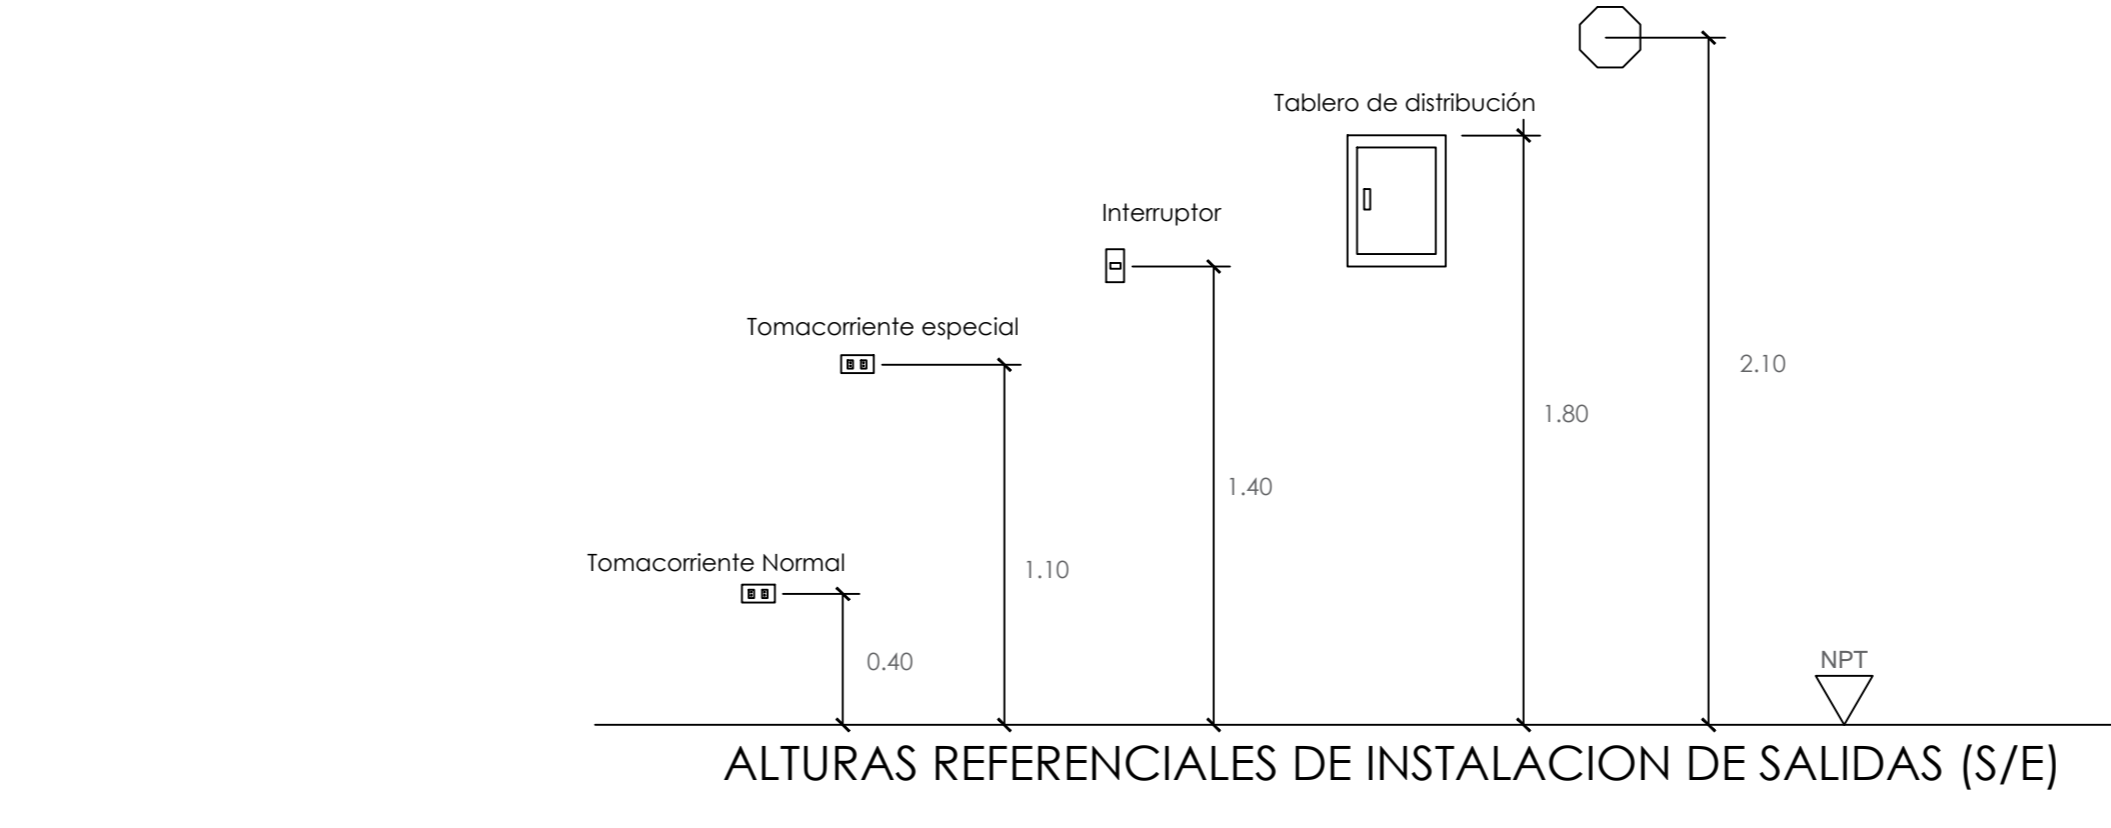 Tablero de distribución
Interruptor
Tomacorriente especial
2.10
1.80
1.40
Tomacorriente Normal
1.10
0.40
NPT
ALTURAS REFERENCIALES DE INSTALACION DE SALIDAS (S/E)